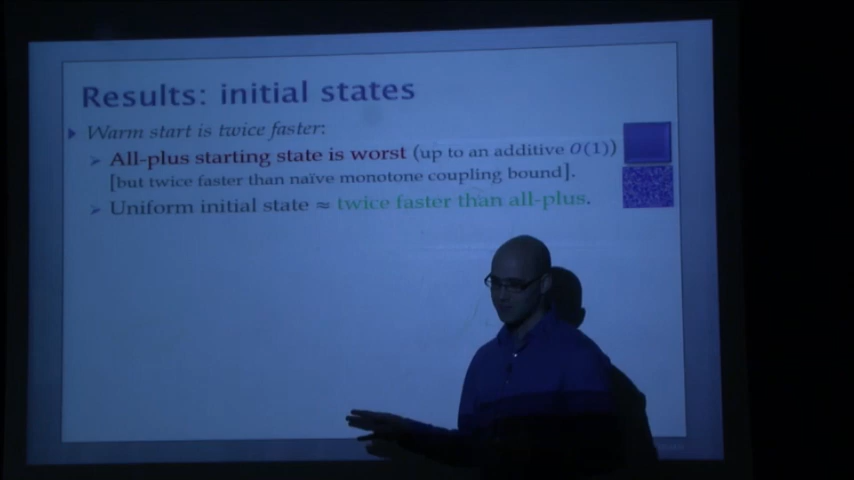 Results: initial states
Warm start is twice faster:
All-plus starting state is worst (up to an additive O(1))
[but twice faster than naïve monotone coupling bound].
Uniform initial state ≈ twice faster than all-plus.